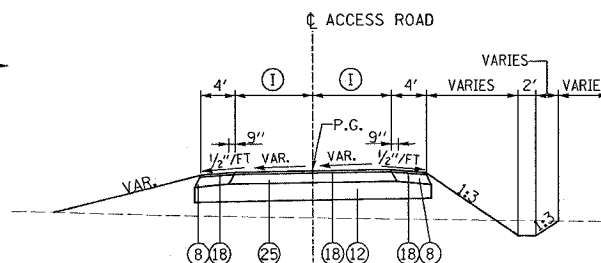 ℄ ACCESS ROAD
VARIES
4' I I 4' VARIES 2' VARIE
9" P.G. 9"
1/2"/FT VAR. VAR. 1/2"/FT
VAR. 1:3 1:3
8 18 25 18 12 18 8